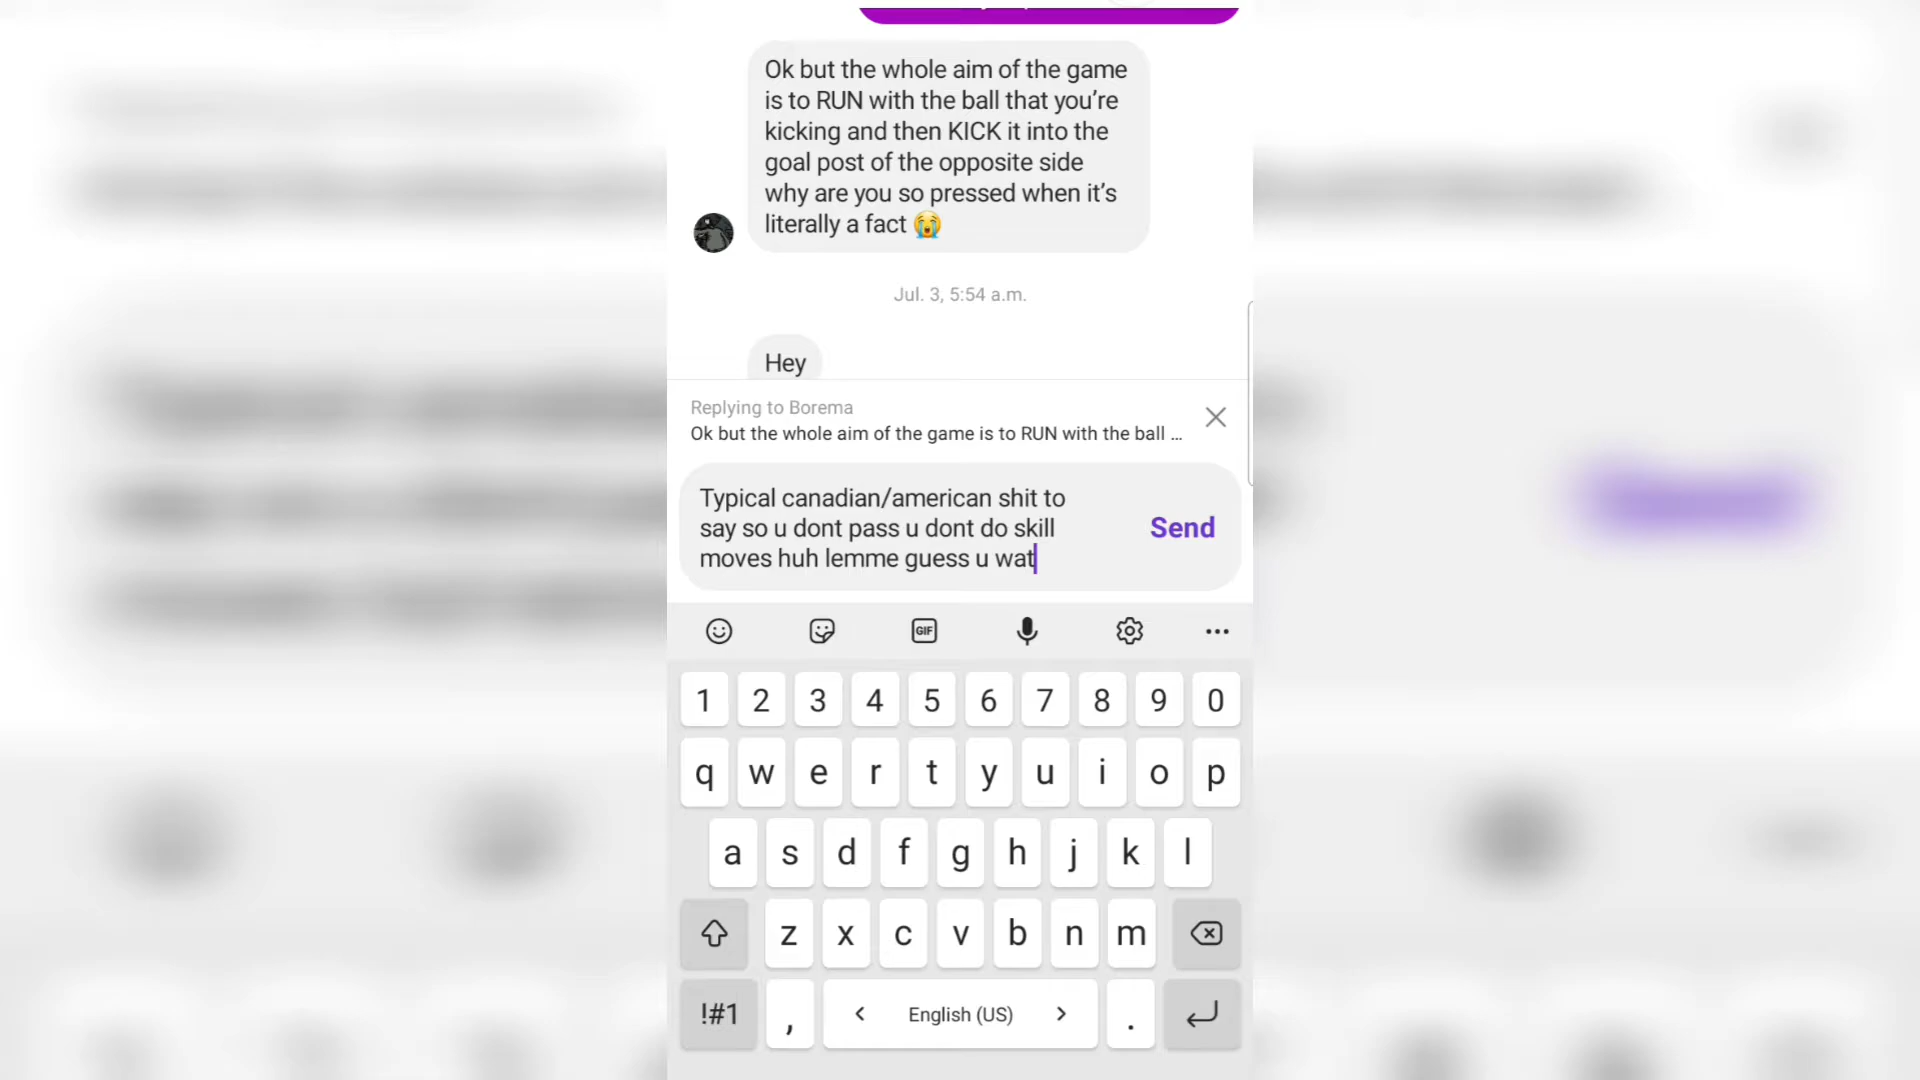 Ok but the whole aim of the game
is to RUN with the ball that you're
kicking and then KICK it into the
goal post of the opposite side
why are you so pressed when it's
literally a fact 😭
Jul. 3, 5:54 a.m.
Hey
Replying to Borema
Ok but the whole aim of the game is to RUN with the ball ...
Typical canadian/american shit to
say so u dont pass u dont do skill
moves huh lemme guess u wat
Send
GIF
1 2 3 4 5 6 7 8 9 0
q w e r t y u i o p
a s d f g h j k l
z x c v b n m
!#1 , < English (US) > .